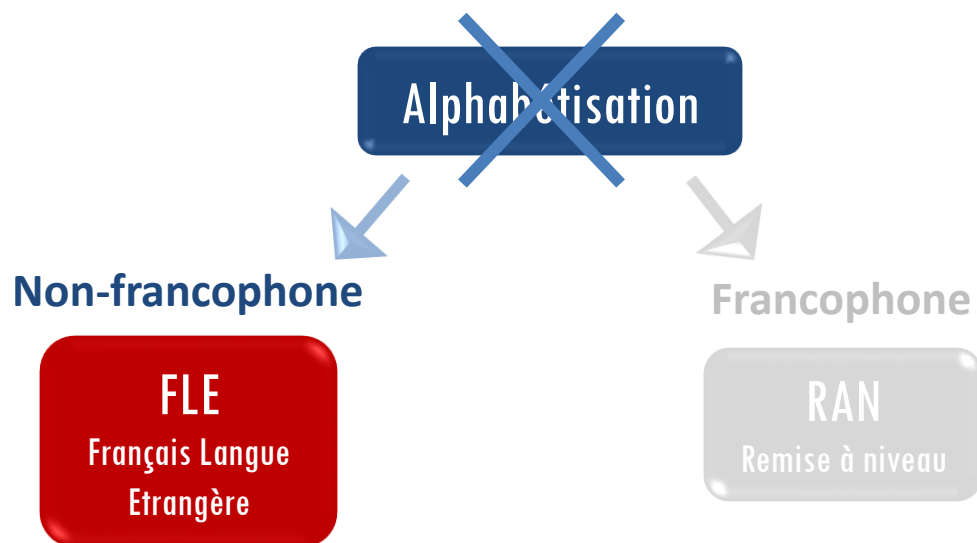 Alphabétisation
Non-francophone
Francophone
FLE
Français Langue
Etrangère
RAN
Remise à niveau